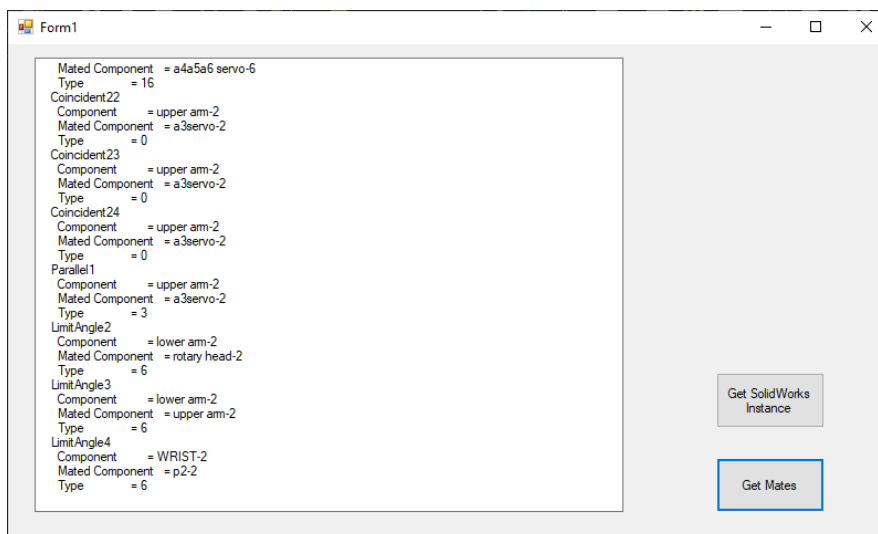 Form1
Mated Component = a4a5a6 servo-6
Type = 16
Coincident22
Component = upper arm-2
Mated Component = a3servo-2
Type = 0
Coincident23
Component = upper arm-2
Mated Component = a3servo-2
Type = 0
Coincident24
Component = upper arm-2
Mated Component = a3servo-2
Type = 0
Parallel1
Component = upper arm-2
Mated Component = a3servo-2
Type = 3
LimitAngle2
Component = lower arm-2
Mated Component = rotary head-2
Type = 6
LimitAngle3
Component = lower arm-2
Mated Component = upper arm-2
Type = 6
LimitAngle4
Component = WRIST-2
Mated Component = p2-2
Type = 6
Get SolidWorks
Instance
Get Mates